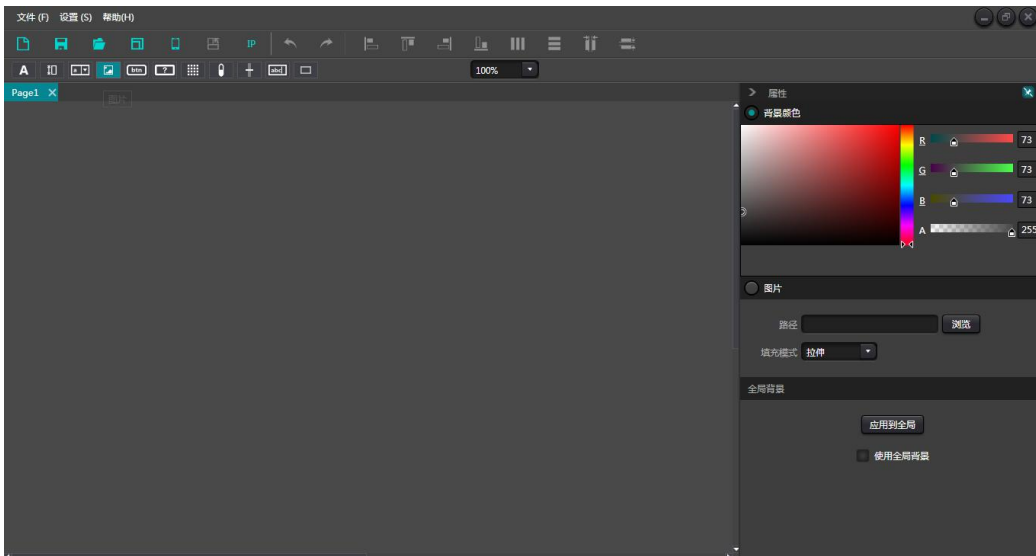 文件 (F) 设置 (S) 帮助(H)
IP
A btn ? abc 100%
Page1
图片
属性
背景颜色
R 73
G 73
B 73
A 255
图片
路径 浏览
填充模式 拉伸
全局背景
应用到全局
使用全局背景